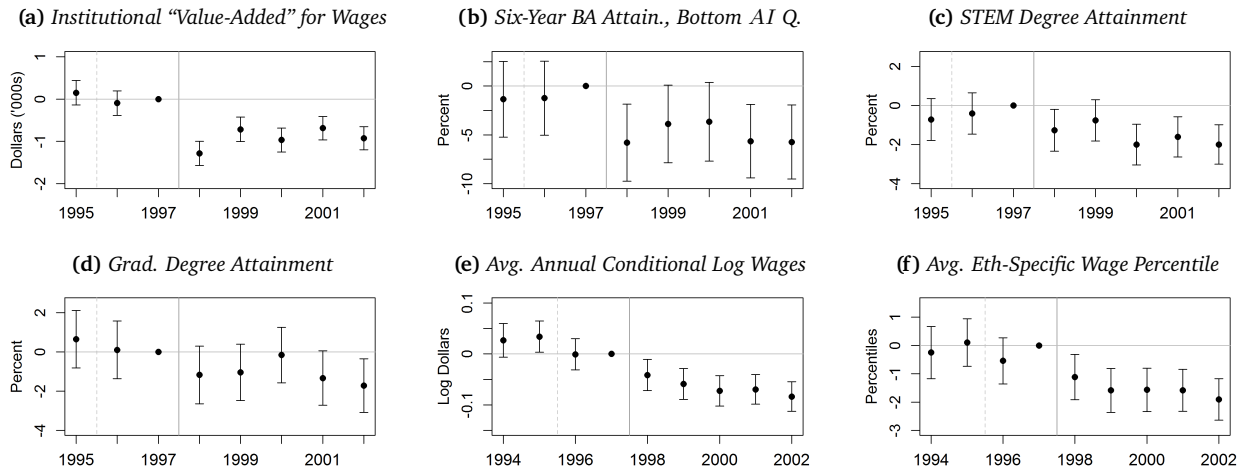 (a) Institutional “Value-Added” for Wages
(b) Six-Year BA Attain., Bottom AI Q.
(c) STEM Degree Attainment
Dollars ('000s)
1
0
-1
-2
1995 1997 1999 2001
Percent
0
-5
-10
1995 1997 1999 2001
Percent
2
0
-2
-4
1995 1997 1999 2001
(d) Grad. Degree Attainment
(e) Avg. Annual Conditional Log Wages
(f) Avg. Eth-Specific Wage Percentile
Percent
2
0
-2
-4
1995 1997 1999 2001
Log Dollars
0.1
0
-0.1
1994 1996 1998 2000 2002
Percentiles
1
0
-1
-2
-3
1994 1996 1998 2000 2002